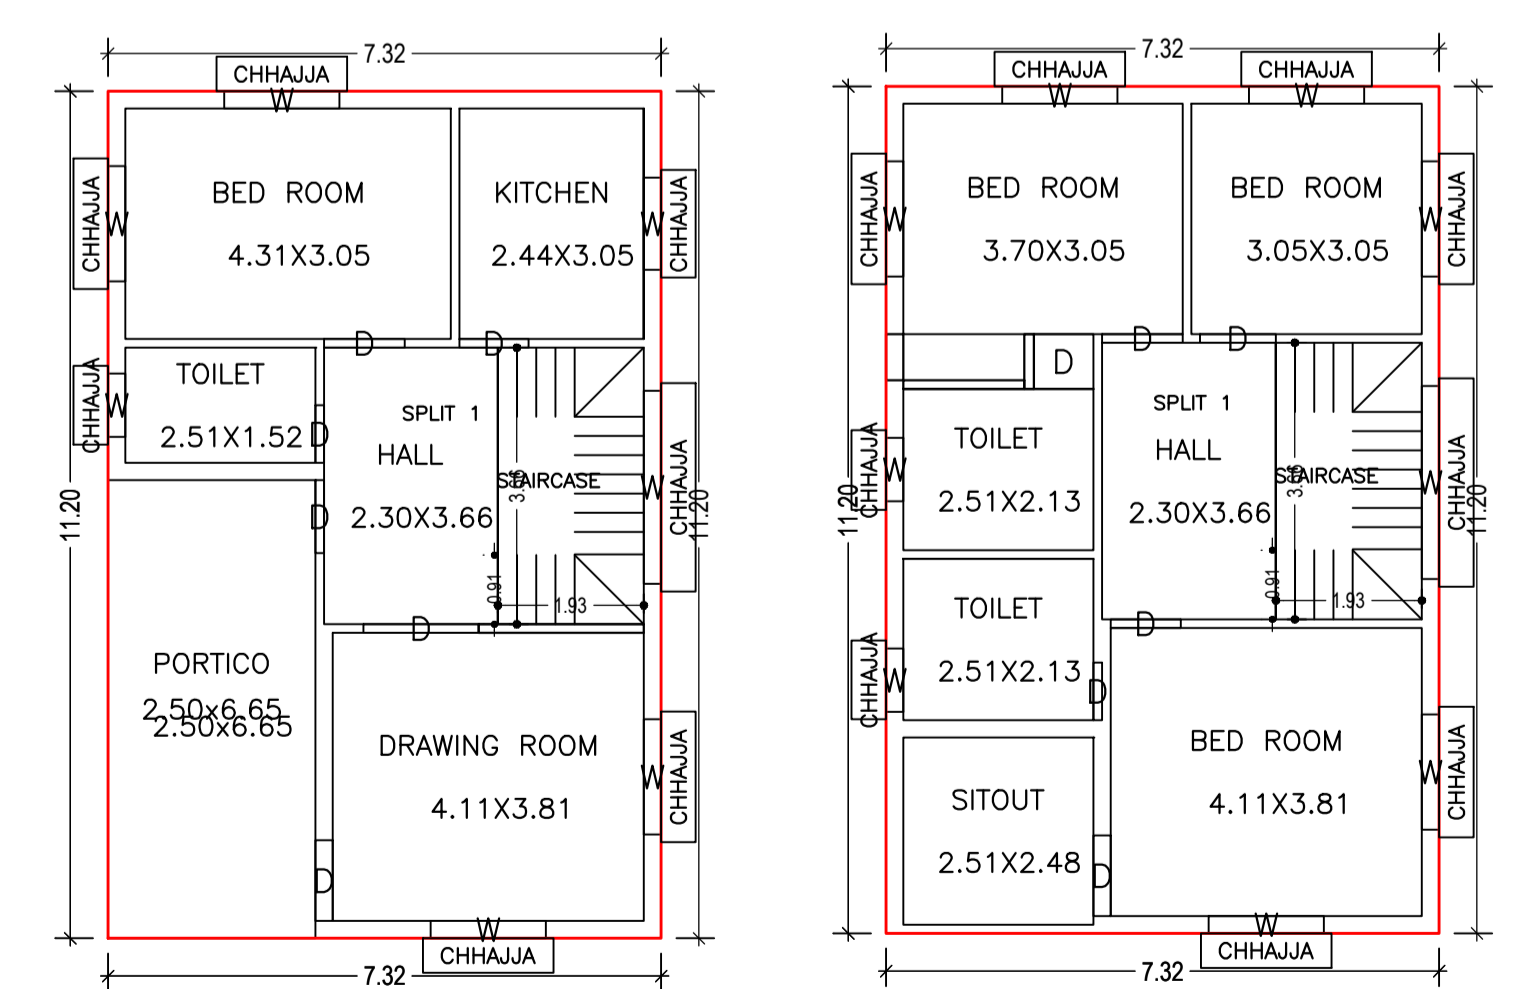 7.32
CHHAJJA
W
BED ROOM
4.31X3.05
KITCHEN
2.44X3.05
CHHAJJA
W
W
CHHAJJA
D
D
TOILET
2.51X1.52
CHHAJJA
W
D
SPLIT 1
HALL
2.30X3.66
STAIRCASE
3.66
W
CHHAJJA
11.20
11.20
D
0.91
1.93
D
PORTICO
2.50x6.65
2.50x6.65
DRAWING ROOM
4.11X3.81
W
CHHAJJA
D
W
CHHAJJA
7.32
7.32
CHHAJJA
CHHAJJA
W
W
BED ROOM
3.70X3.05
BED ROOM
3.05X3.05
CHHAJJA
W
W
CHHAJJA
D
D
D
TOILET
2.51X2.13
CHHAJJA
W
SPLIT 1
HALL
2.30X3.66
STAIRCASE
3.66
W
CHHAJJA
11.20
11.20
0.91
1.93
D
TOILET
2.51X2.13
CHHAJJA
W
D
BED ROOM
4.11X3.81
W
CHHAJJA
SITOUT
2.51X2.48
D
W
CHHAJJA
7.32